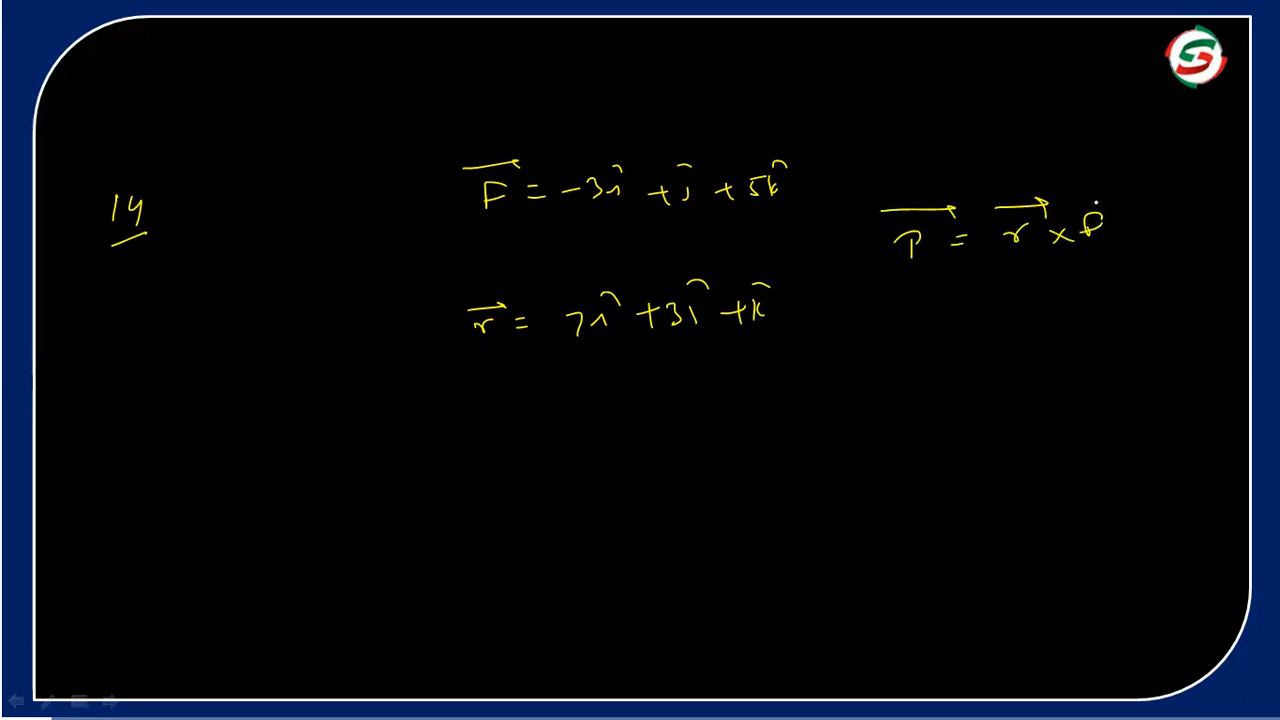 14
F⃗ = -3î + ĵ + 5k̂
τ⃗ = r⃗ × F
r⃗ = 7î + 3ĵ + k̂